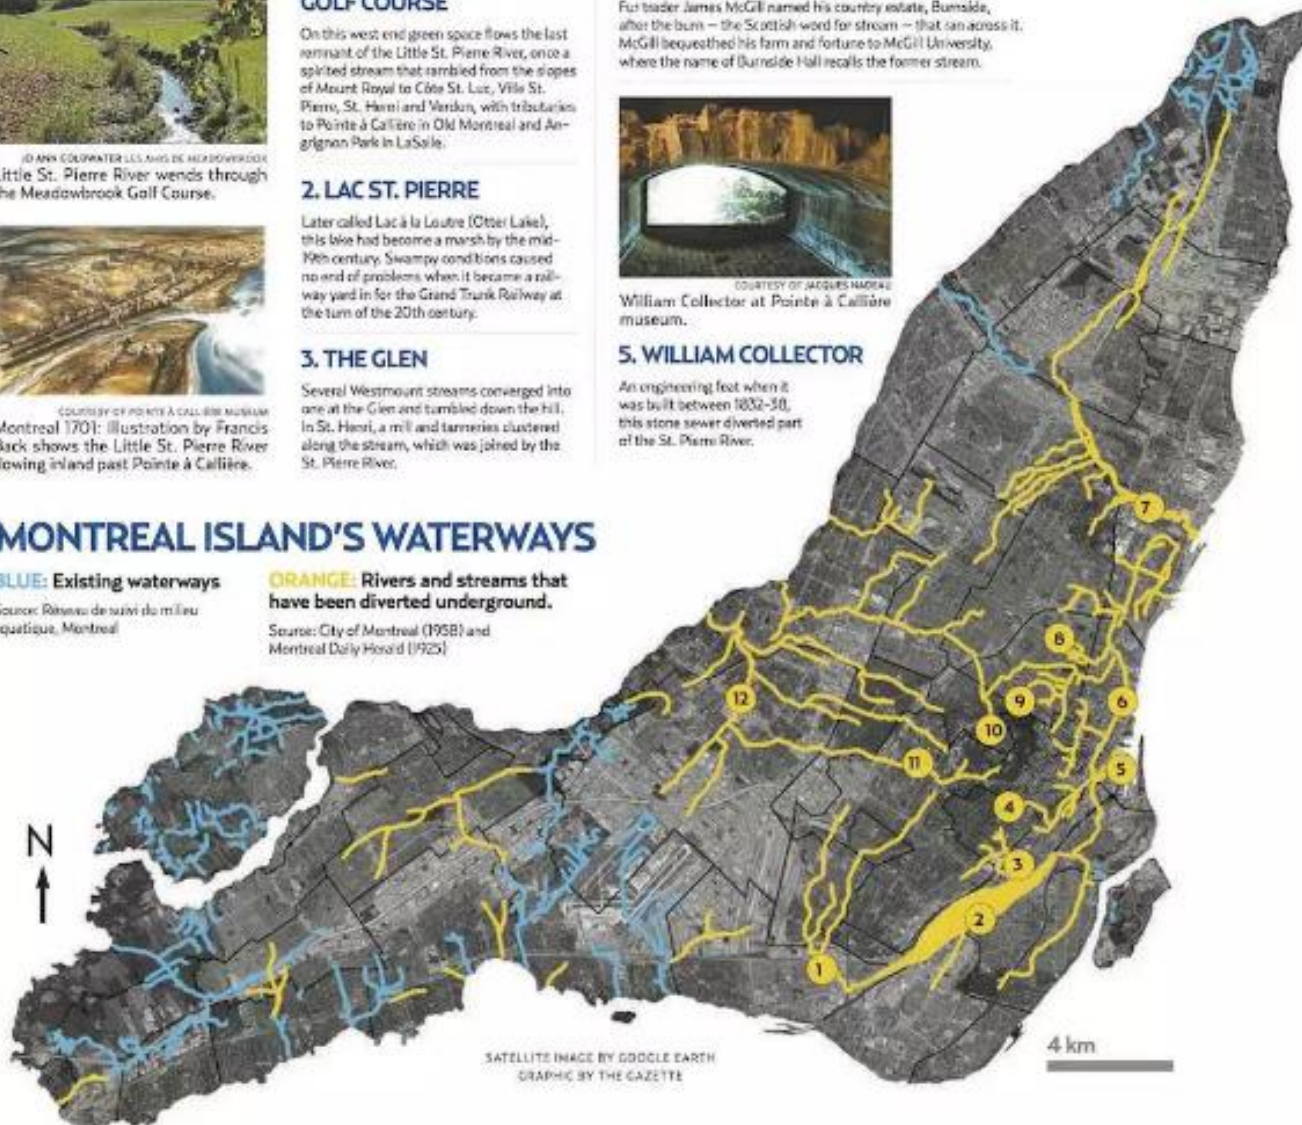 GOLF COURSE
On this west end green space flows the last
remnant of the Little St. Pierre River, once a
spirited stream that rambled from the slopes
of Mount Royal to Côte St. Luc, Ville St.
Pierre, St. Henri and Verdun, with tributaries
to Pointe à Callière in Old Montreal and An-
grignon Park in LaSalle.
JO ANN GOLDWATER LES AMIS DE MEADOWBROOK
Little St. Pierre River wends through
he Meadowbrook Golf Course.
2. LAC ST. PIERRE
Later called Lac à la Loutre (Otter Lake),
this lake had become a marsh by the mid-
19th century. Swampy conditions caused
no end of problems when it became a rail-
way yard in for the Grand Trunk Railway at
the turn of the 20th century.
COURTESY OF POINTE À CALLIÈRE MUSEUM
Montreal 1701: Illustration by Francis
Back shows the Little St. Pierre River
lowing inland past Pointe à Callière.
3. THE GLEN
Several Westmount streams converged into
one at the Glen and tumbled down the hill.
In St. Henri, a mill and tanneries clustered
along the stream, which was joined by the
St. Pierre River.
Fur trader James McGill named his country estate, Burnside,
after the burn — the Scottish word for stream — that ran across it.
McGill bequeathed his farm and fortune to McGill University,
where the name of Burnside Hall recalls the former stream.
COURTESY OF JACQUES NADEAU
William Collector at Pointe à Callière
museum.
5. WILLIAM COLLECTOR
An engineering feat when it
was built between 1832-38,
this stone sewer diverted part
of the St. Pierre River.
MONTREAL ISLAND'S WATERWAYS
BLUE: Existing waterways
Source: Réseau de suivi du milieu
aquatique, Montreal
ORANGE: Rivers and streams that
have been diverted underground.
Source: City of Montreal (1958) and
Montreal Daily Herald (1925)
7
8
9
6
12
10
11
5
4
3
2
1
N
4 km
SATELLITE IMAGE BY GOOGLE EARTH
GRAPHIC BY THE GAZETTE